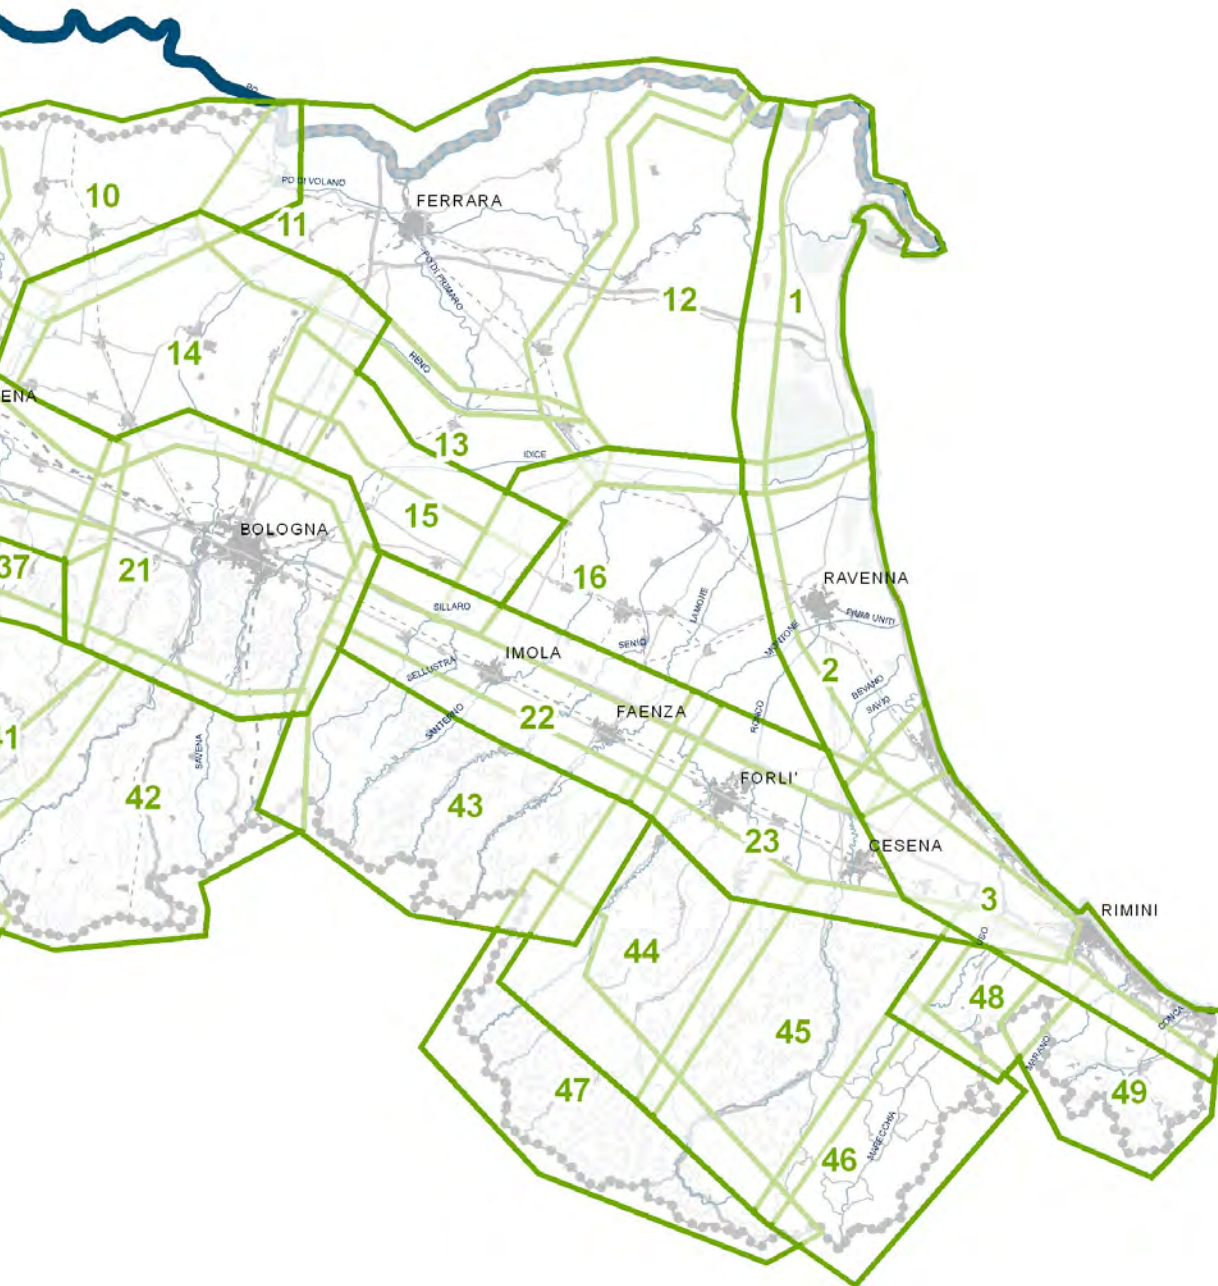 PO
PO DI VOLANO
10
FERRARA
11
PO DI PRIMARO
12
1
14
RENO
ENA
13
IDICE
15
BOLOGNA
37
21
16
RAVENNA
SILLARO
LAMONE
FIUMI UNITI
SENIO
MONTONE
IMOLA
SELLUSTRA
2
BEVANO
SAVIO
SANTERNO
22
FAENZA
RONCO
41
SAVENA
42
43
FORLI'
23
CESENA
3
RIMINI
USO
44
48
45
CONCA
MARANO
47
49
MARECCHIA
46